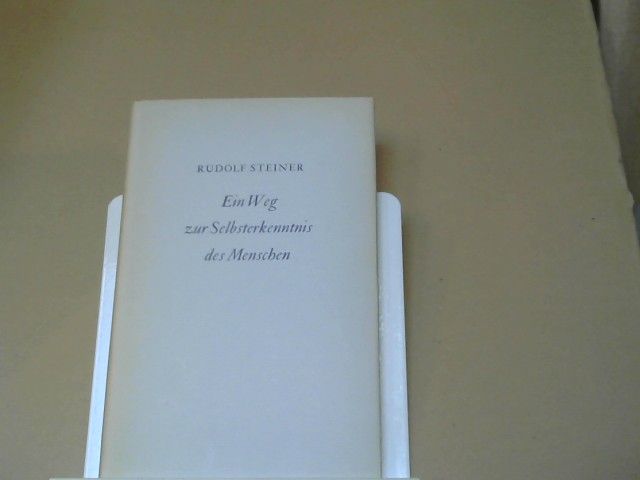 RUDOLF STEINER
Ein Weg
zur Selbsterkenntnis
des Menschen